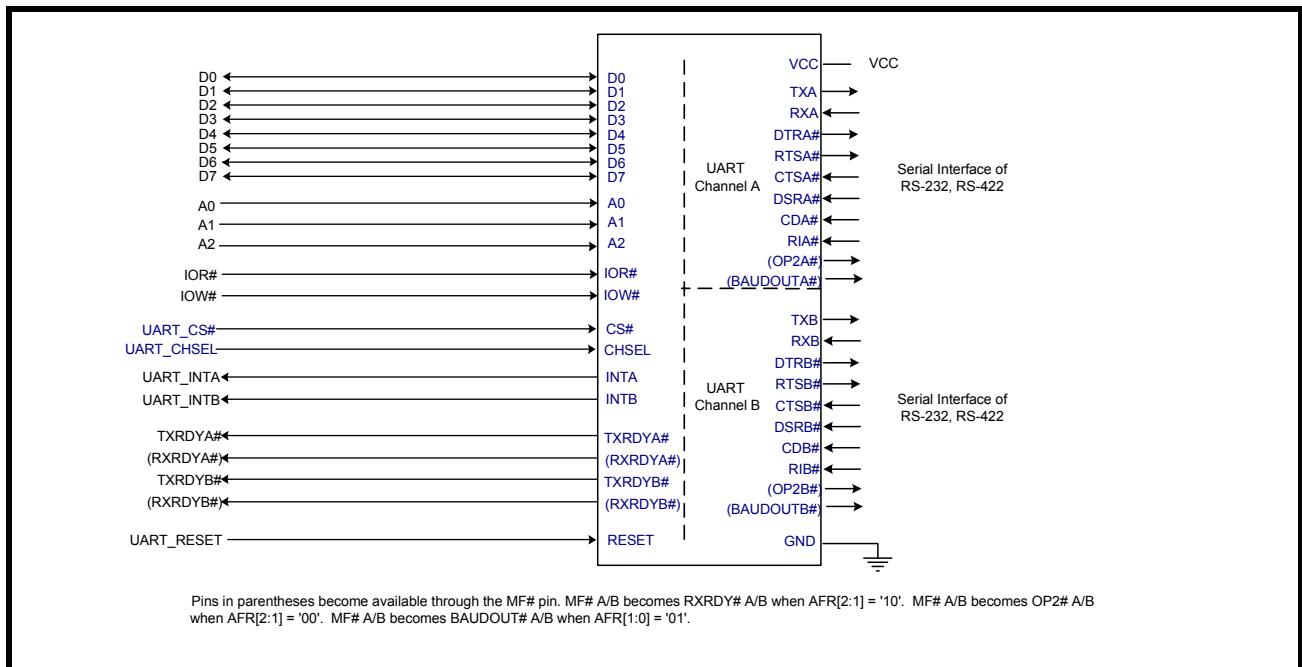 D0
D1
D2
D3
D4
D5
D6
D7
A0
A1
A2
IOR#
IOW#
UART_CS#
UART_CHSEL
UART_INTA
UART_INTB
TXRDYA#
(RXRDYA#)
TXRDYB#
(RXRDYB#)
UART_RESET
D0
D1
D2
D3
D4
D5
D6
D7
A0
A1
A2
IOR#
IOW#
CS#
CHSEL
INTA
INTB
TXRDYA#
(RXRDYA#)
TXRDYB#
(RXRDYB#)
RESET
UART
Channel A
UART
Channel B
VCC
TXA
RXA
DTRA#
RTSA#
CTSA#
DSRA#
CDA#
RIA#
(OP2A#)
(BAUDOUTA#)
TXB
RXB
DTRB#
RTSB#
CTSB#
DSRB#
CDB#
RIB#
(OP2B#)
(BAUDOUTB#)
GND
VCC
Serial Interface of
RS-232, RS-422
Serial Interface of
RS-232, RS-422
Pins in parentheses become available through the MF# pin. MF# A/B becomes RXRDY# A/B when AFR[2:1] = '10'. MF# A/B becomes OP2# A/B
when AFR[2:1] = '00'. MF# A/B becomes BAUDOUT# A/B when AFR[1:0] = '01'.